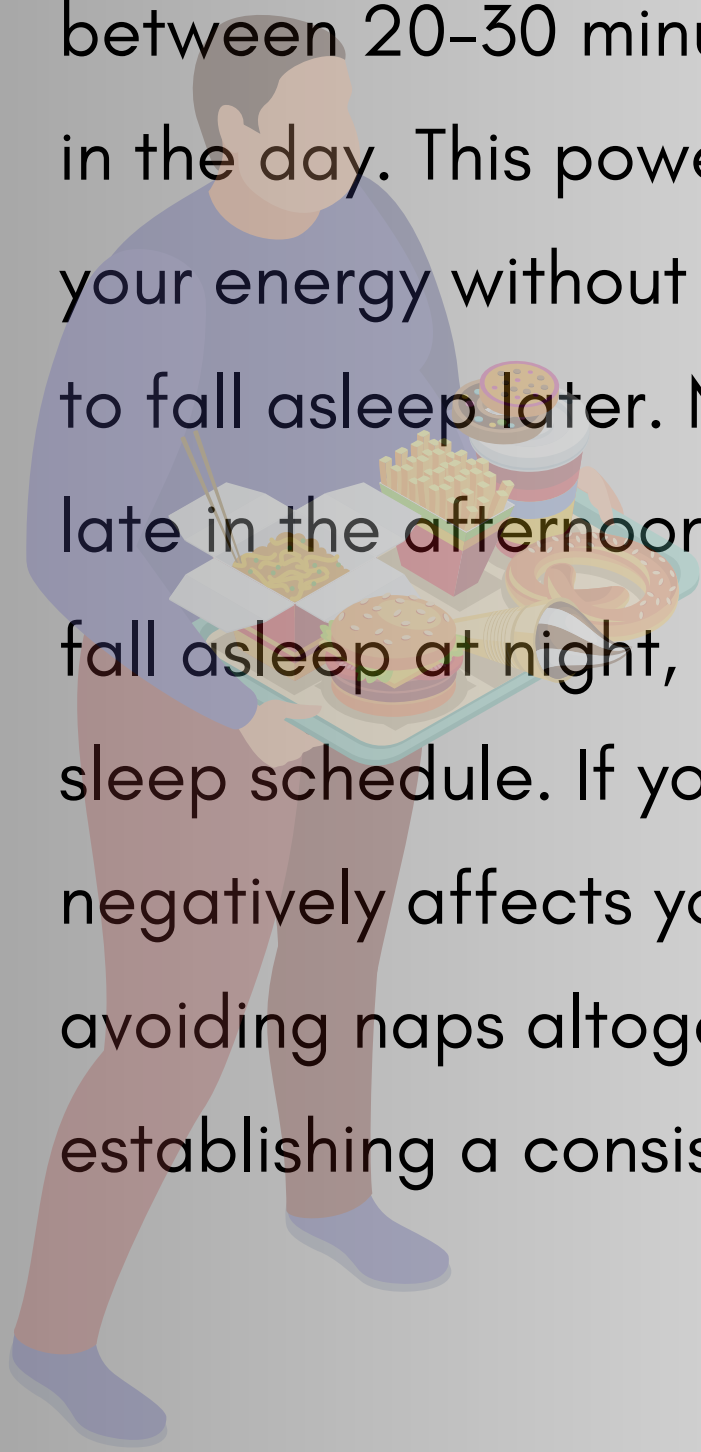 between 20-30 minu
in the day. This powe
your energy without
to fall asleep later. N
late in the afternoon
fall asleep at night,
sleep schedule. If yo
negatively affects yo
avoiding naps altoge
establishing a consis